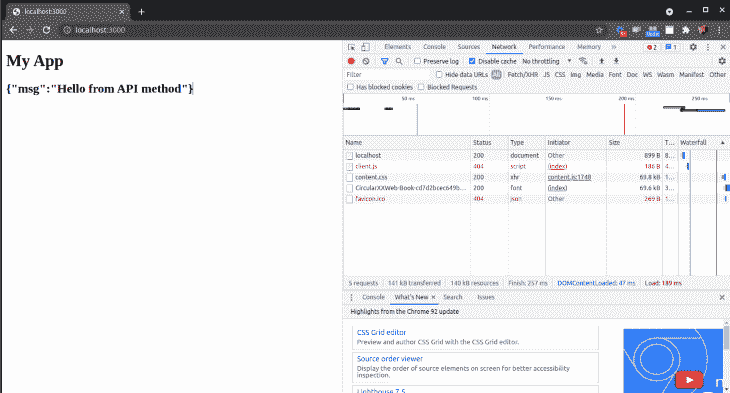 localhost:3000
localhost:3000
My App
{"msg":"Hello from API method"}
Elements Console Sources Network Performance Memory » 2 1
Preserve log Disable cache No throttling
Filter Hide data URLs All Fetch/XHR JS CSS Img Media Font Doc WS Wasm Manifest Other
Has blocked cookies Blocked Requests
50 ms 100 ms 150 ms 200 ms 250 ms
Name Status Type Initiator Size T... Waterfall
localhost 200 document Other 899 B 8...
client.js 404 script (index) 386 B 4...
content.css 200 xhr content.js:1748 69.8 kB 1...
200 font (index) 69.6 kB 3...
favicon.ico 404 json Other 269 B 1...
5 requests 141 kB transferred 140 kB resources Finish: 257 ms DOMContentLoaded: 47 ms Load: 189 ms
Console What's New × Search Issues
Highlights from the Chrome 92 update
CSS Grid editor
Preview and author CSS Grid with the CSS Grid editor.
Source order viewer
Display the order of source elements on screen for better accessibility
inspection.
Lighthouse 7.5